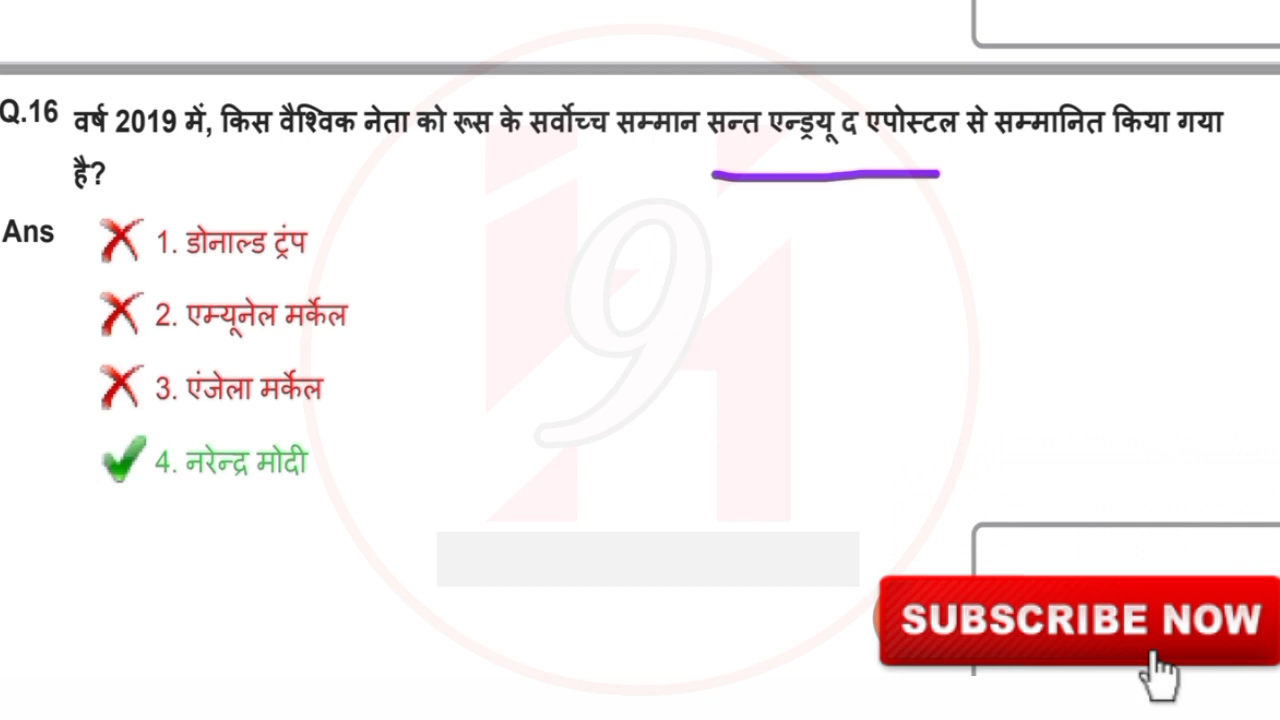 Q.16 वर्ष 2019 में, किस वैश्विक नेता को रूस के सर्वोच्च सम्मान सन्त एन्ड्रयू द एपोस्टल से सम्मानित किया गया
है?
Ans 1. डोनाल्ड ट्रंप
2. एम्यूनेल मर्केल
3. एंजेला मर्केल
4. नरेन्द्र मोदी
9
SUBSCRIBE NOW